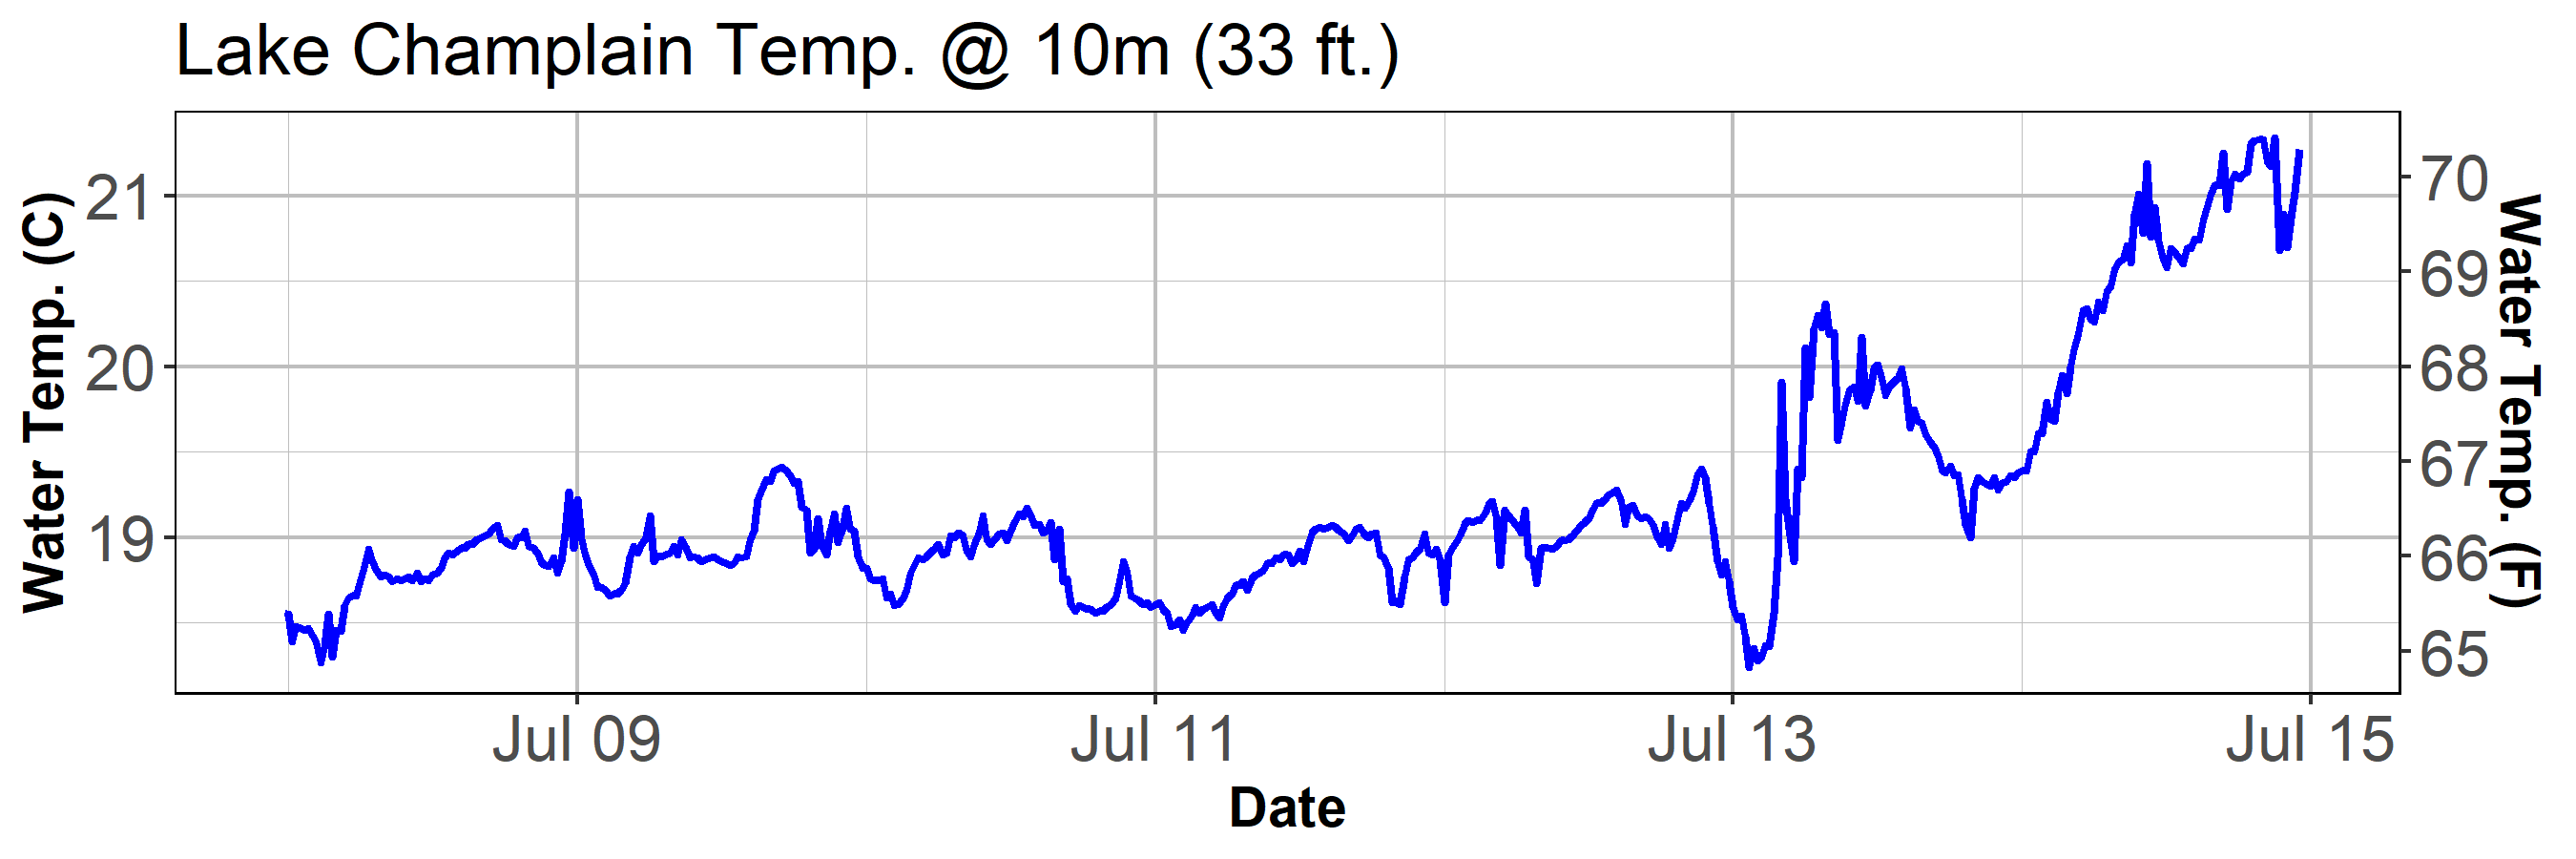 Lake Champlain Temp. @ 10m (33 ft.)
Water Temp. (C)
21
20
19
70
69
68
67
66
65
Water Temp. (F)
Jul 09
Jul 11
Jul 13
Jul 15
Date